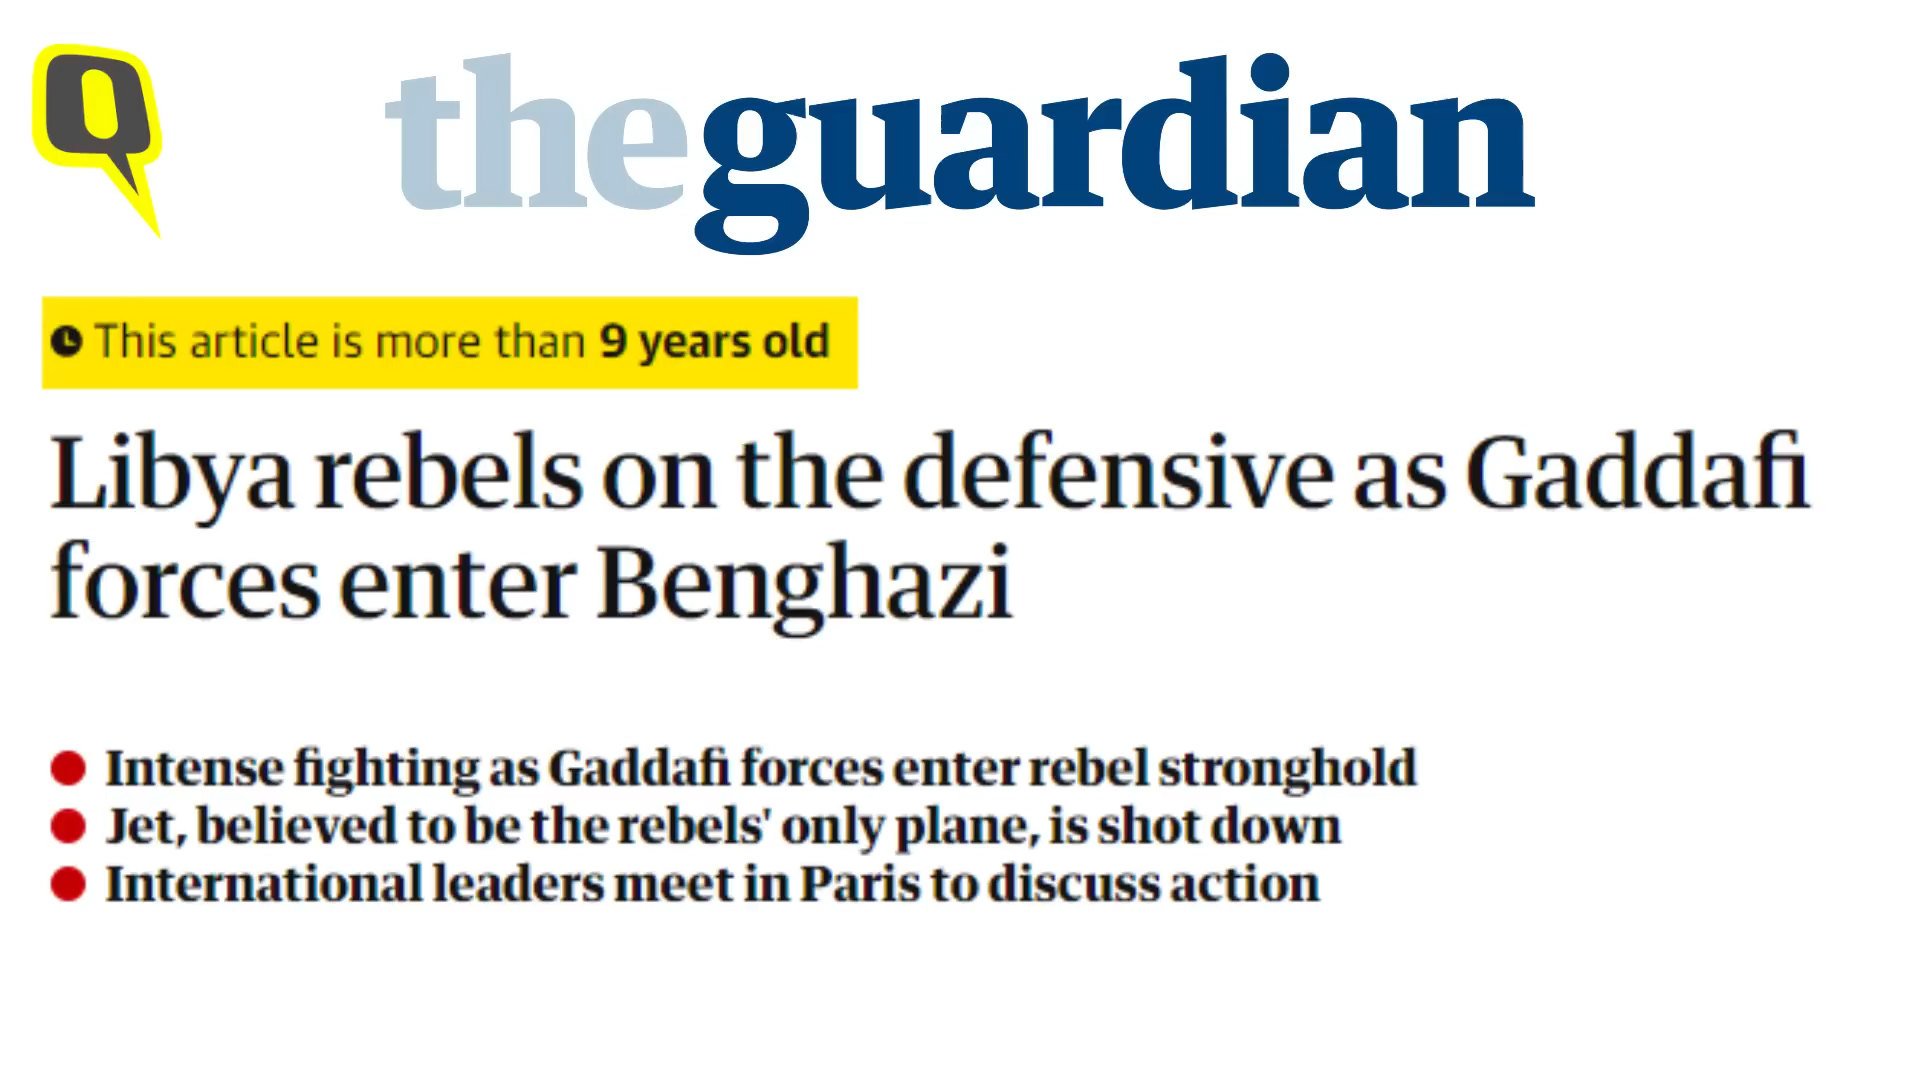 Q
theguardian
This article is more than 9 years old
Libya rebels on the defensive as Gaddafi
forces enter Benghazi
Intense fighting as Gaddafi forces enter rebel stronghold
Jet, believed to be the rebels' only plane, is shot down
International leaders meet in Paris to discuss action